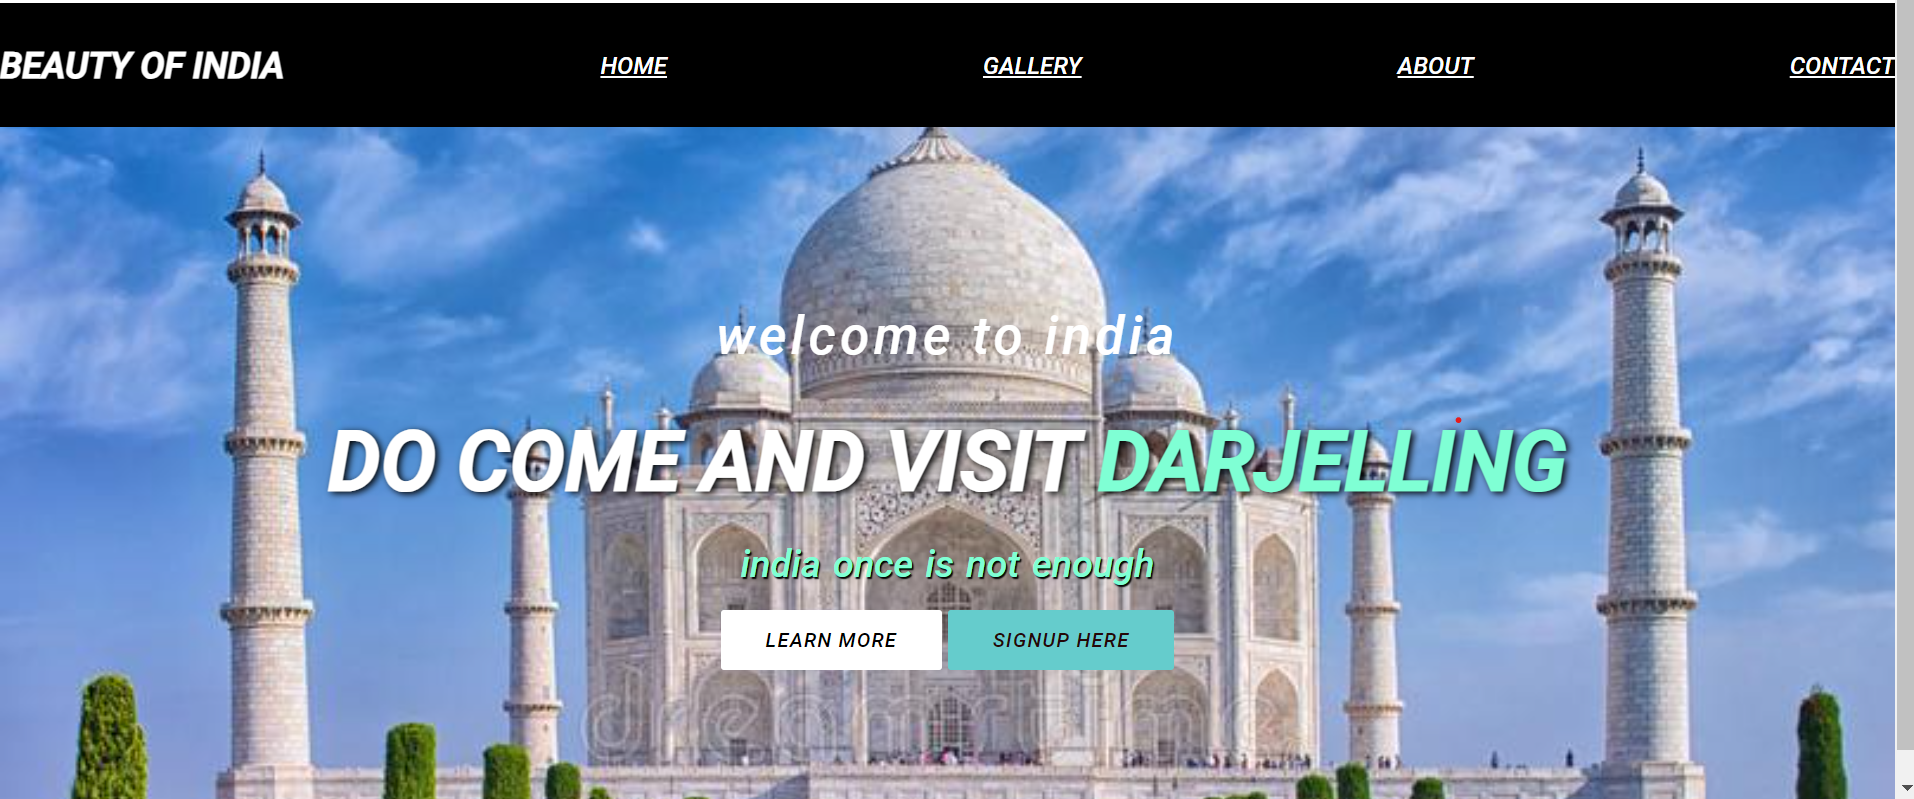 BEAUTY OF INDIA HOME GALLERY ABOUT CONTACT
welcome to india
DO COME AND VISIT DARJELLING
india once is not enough
LEARN MORE SIGNUP HERE
dreamstime